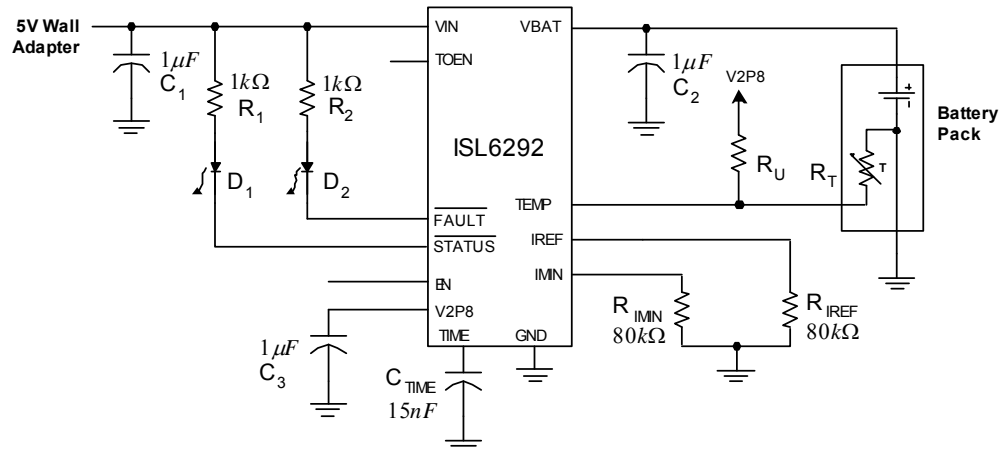 5V Wall
Adapter
VIN
VBAT
TOEN
1μF
C1
1kΩ
R1
1kΩ
R2
1μF
C2
V2P8
RU
RT
T
+
Battery
Pack
ISL6292
D1
D2
TEMP
FAULT
IREF
STATUS
IMIN
EN
V2P8
TIME
GND
RIMIN
80kΩ
RIREF
80kΩ
1μF
C3
CTIME
15nF